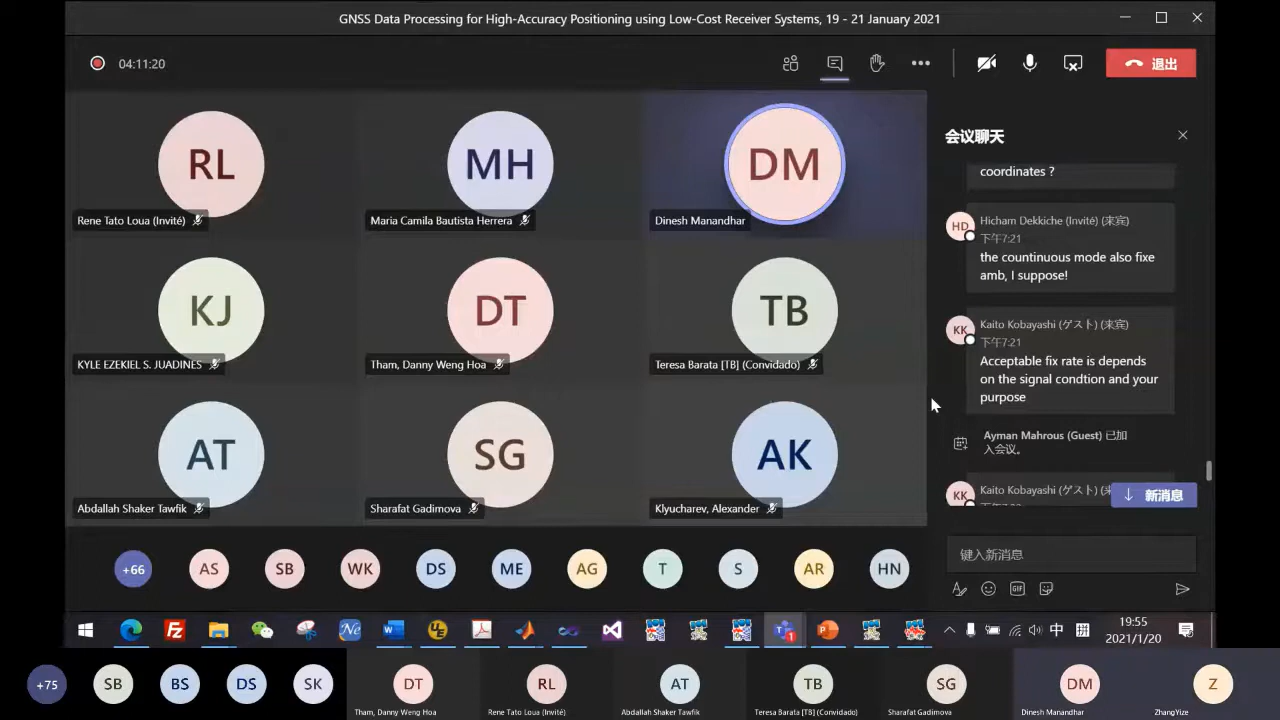 GNSS Data Processing for High-Accuracy Positioning using Low-Cost Receiver Systems, 19 - 21 January 2021
04:11:20
退出
RL
Rene Tato Loua (Invité)
MH
Maria Camila Bautista Herrera
DM
Dinesh Manandhar
KJ
KYLE EZEKIEL S. JUADINES
DT
Tham, Danny Weng Hoa
TB
Teresa Barata [TB] (Convidado)
AT
Abdallah Shaker Tawfik
SG
Sharafat Gadimova
AK
Klyucharev, Alexander
+66
AS
SB
WK
DS
ME
AG
T
S
AR
HN
会议聊天
coordinates ?
HD
Hicham Dekkiche (Invité) (来宾)
下午7:21
the countinuous mode also fixe
amb, I suppose!
KK
Kaito Kobayashi (ゲスト) (来宾)
下午7:21
Acceptable fix rate is depends
on the signal condtion and your
purpose
Ayman Mahrous (Guest) 已加
入会议。
KK
Kaito Kobayashi (ゲスト)
新消息
键入新消息
GIF
中
拼
19:55
2021/1/20
+75
SB
BS
DS
SK
DT
Tham, Danny Weng Hoa
RL
Rene Tato Loua (Invité)
AT
Abdallah Shaker Tawfik
TB
Teresa Barata [TB] (Convidado)
SG
Sharafat Gadimova
DM
Dinesh Manandhar
Z
ZhangYize